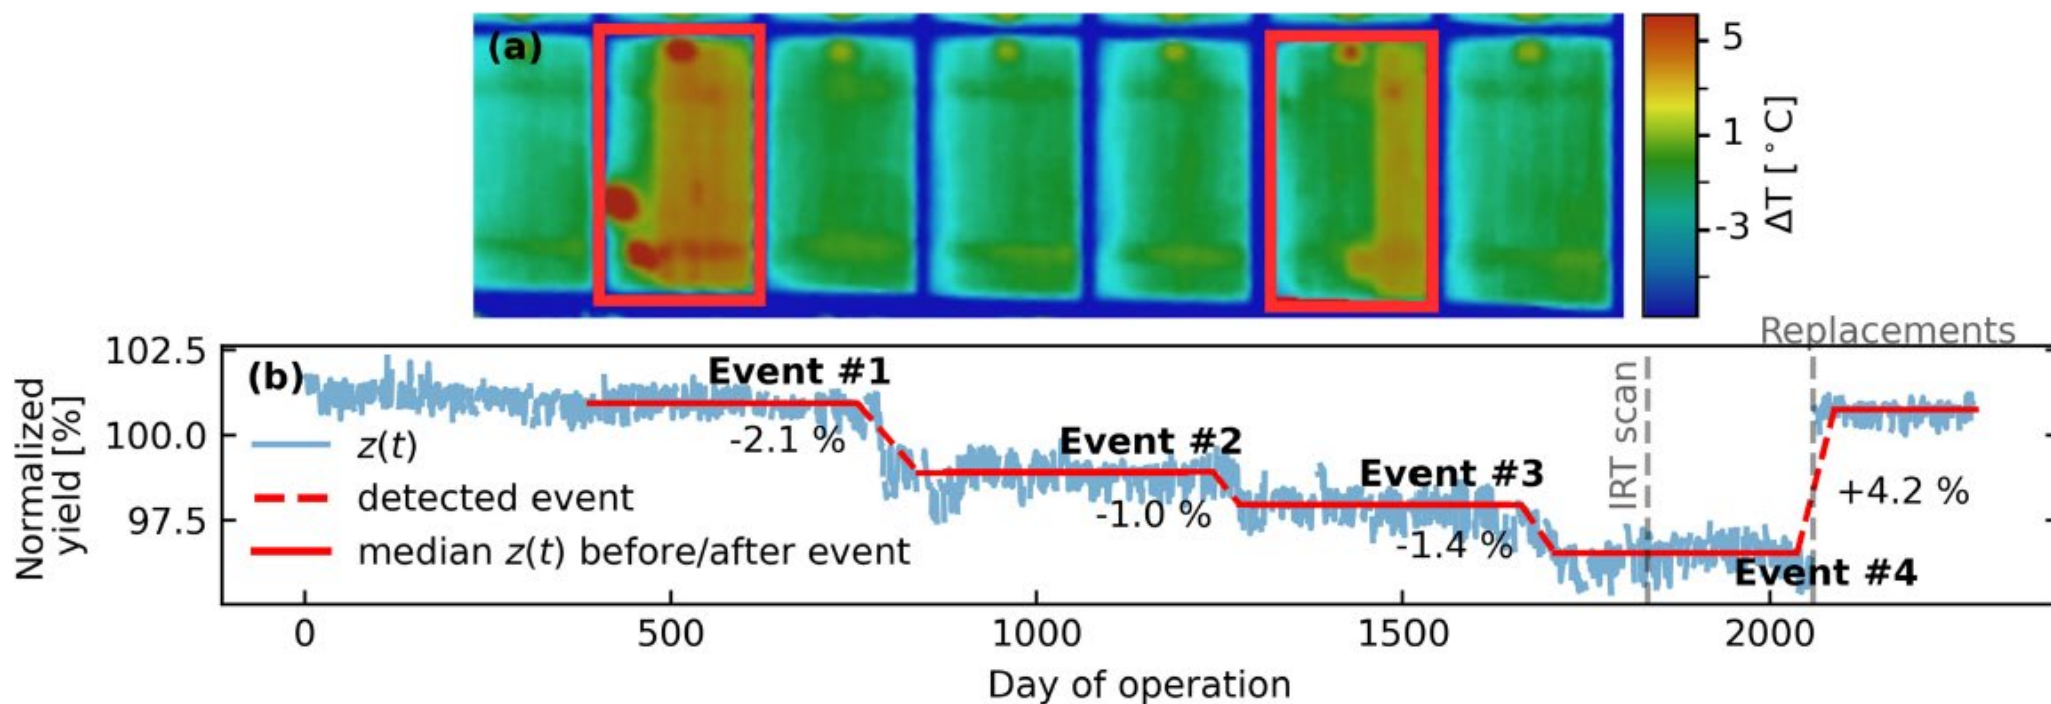 (a)
5
1
-3
ΔT [°C]
Replacements
102.5
100.0
97.5
Normalized
yield [%]
(b)
Event #1
-2.1 %
Event #2
-1.0 %
Event #3
-1.4 %
IRT scan
+4.2 %
Event #4
z(t)
detected event
median z(t) before/after event
0 500 1000 1500 2000
Day of operation